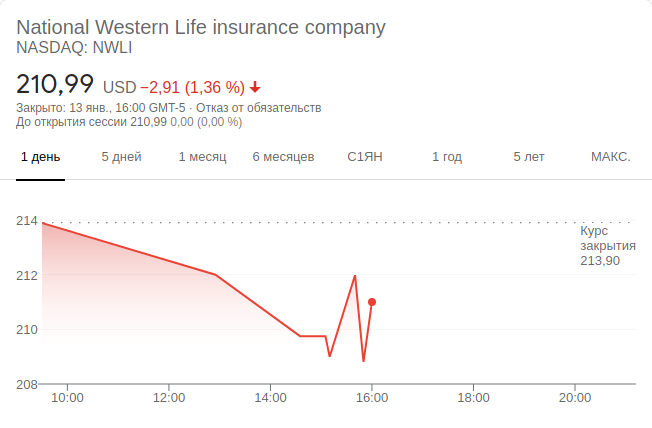 National Western Life insurance company
NASDAQ: NWLI
210,99 USD −2,91 (1,36 %)
Закрыто: 13 янв., 16:00 GMT-5 · Отказ от обязательств
До открытия сессии 210,99 0,00 (0,00 %)
1 день 5 дней 1 месяц 6 месяцев С1ЯН 1 год 5 лет МАКС.
214
Курс
закрытия
213,90
212
210
208
10:00 12:00 14:00 16:00 18:00 20:00